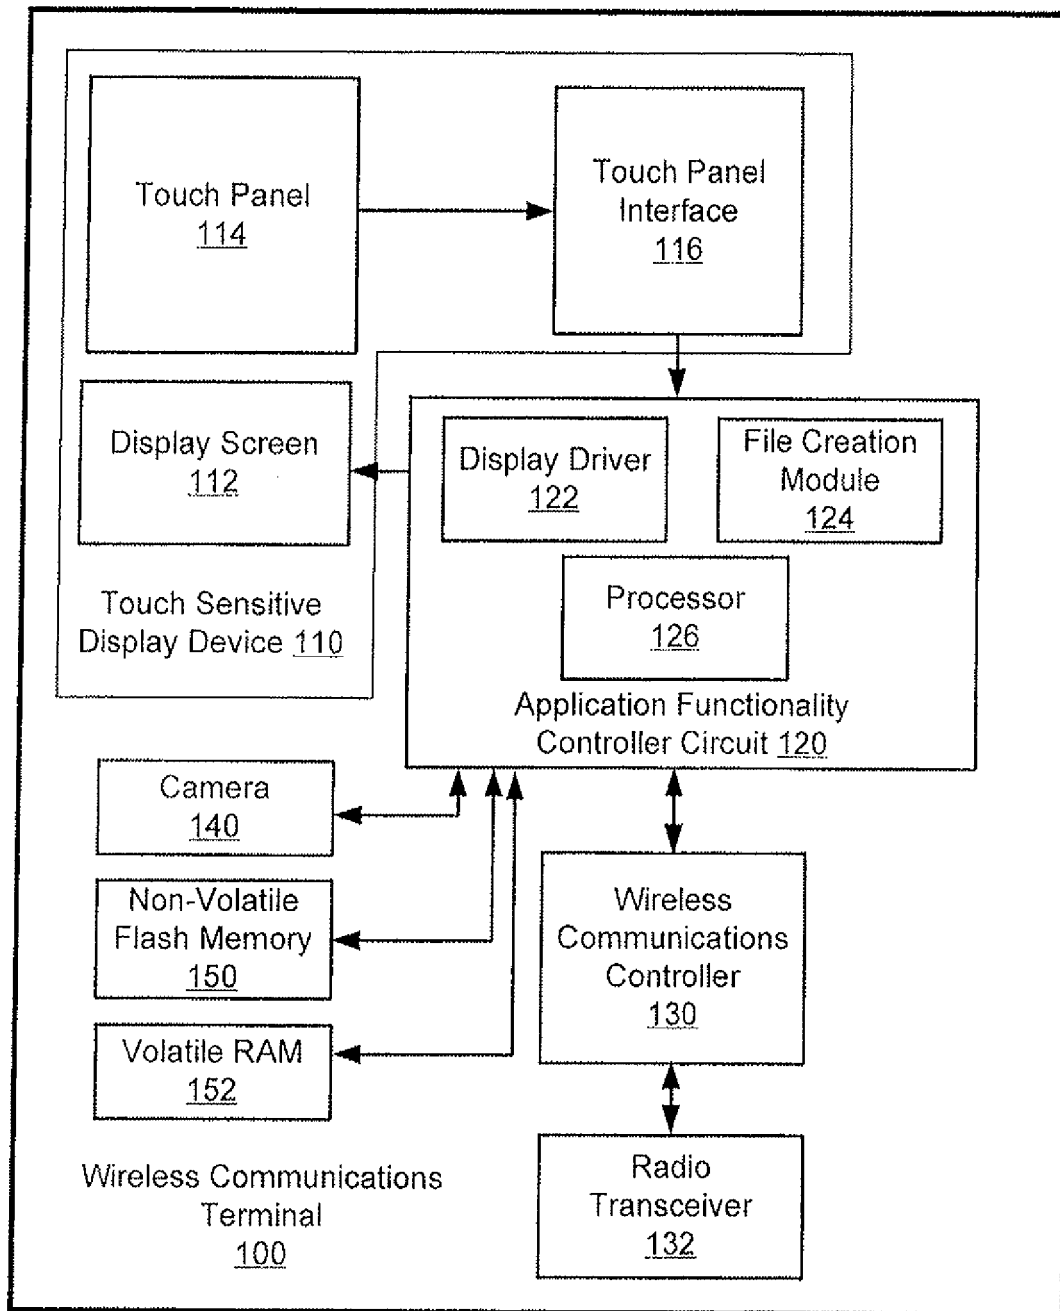 Touch Panel
114
Touch Panel
Interface
116
Display Screen
112
Touch Sensitive
Display Device 110
Display Driver
122
File Creation
Module
124
Processor
126
Application Functionality
Controller Circuit 120
Camera
140
Non-Volatile
Flash Memory
150
Volatile RAM
152
Wireless
Communications
Controller
130
Radio
Transceiver
132
Wireless Communications
Terminal
100